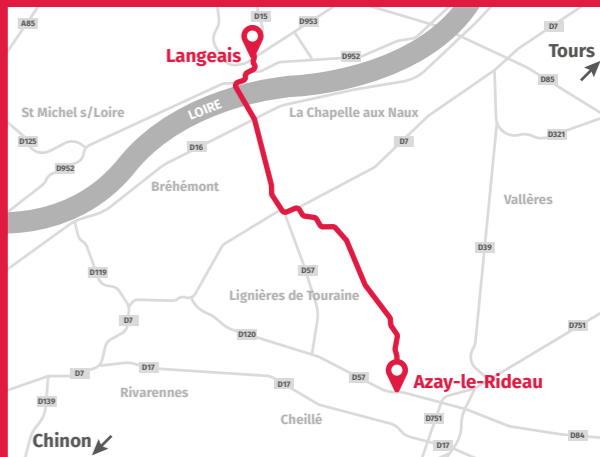 A85
D15
D953
D7
Langeais
D952
Tours
D85
St Michel s/Loire
LOIRE
La Chapelle aux Naux
D321
D125
D16
D7
D952
Bréhémont
Vallères
D39
D119
D57
Lignières de Touraine
D7
D751
D120
D7
D17
D57
Azay-le-Rideau
D17
Rivarennes
D139
Cheillé
D751
D84
Chinon
D17